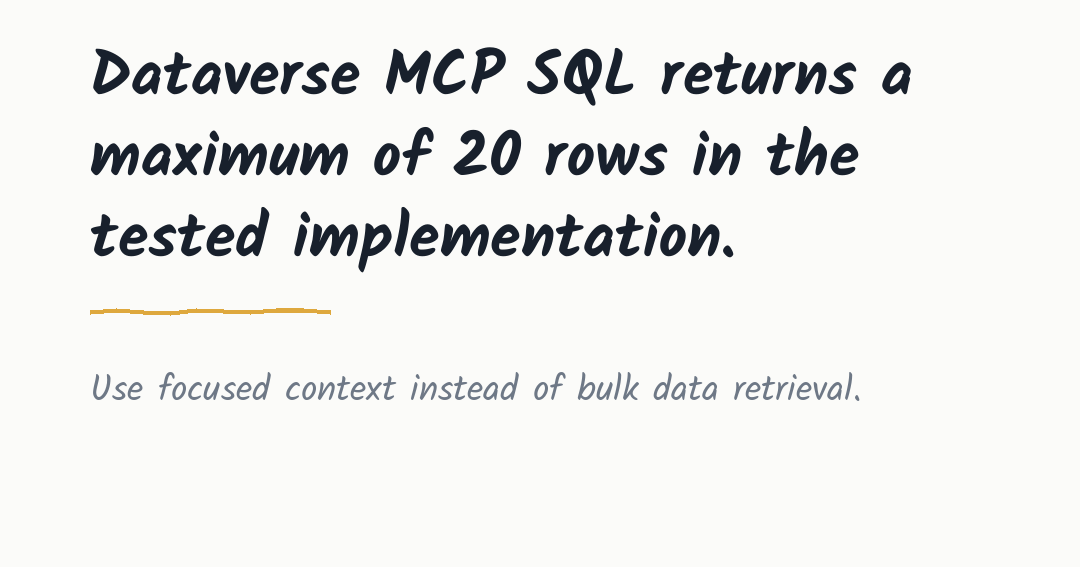 Dataverse MCP SQL returns a
maximum of 20 rows in the
tested implementation.
Use focused context instead of bulk data retrieval.